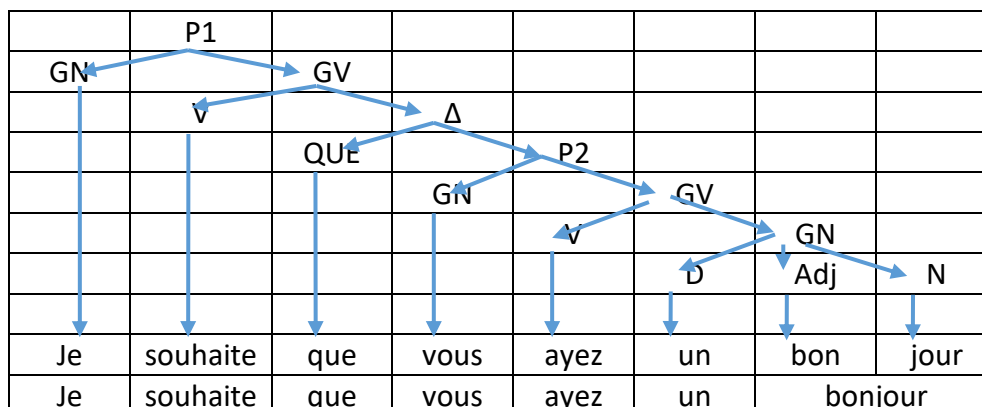 P1
GN GV
V Δ
QUE P2
GN GV
V GN
D Adj N
Je souhaite que vous ayez un bon jour
Je souhaite que vous ayez un bonjour